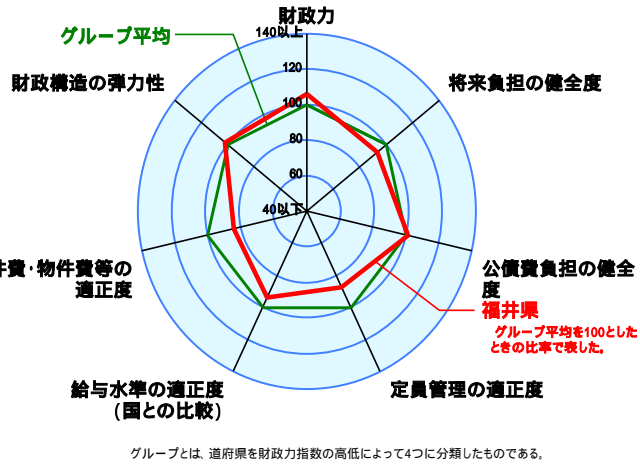 財政力
グループ平均
140以上
120
100
80
60
40以下
財政構造の弾力性
将来負担の健全度
件費・物件費等の
適正度
公債費負担の健全
度
福井県
グループ平均を100とした
ときの比率で表した。
給与水準の適正度
(国との比較)
定員管理の適正度
グループとは、道府県を財政力指数の高低によって4つに分類したものである。